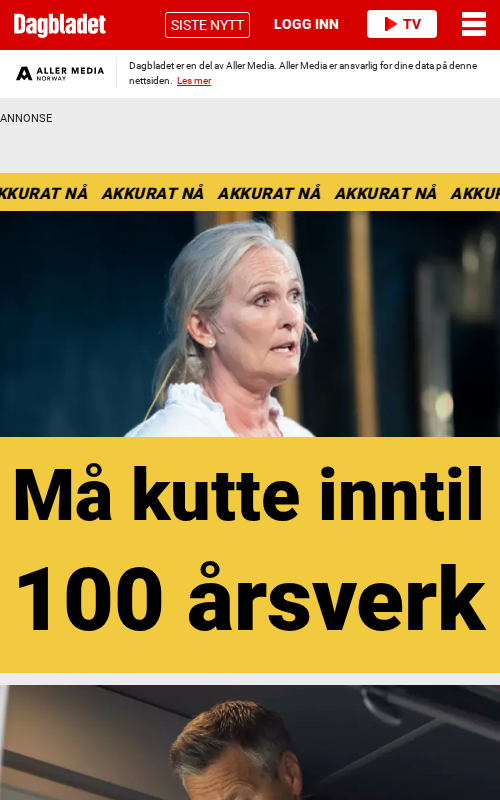 Dagbladet
SISTE NYTT
LOGG INN
TV
ALLER MEDIA
NORWAY
Dagbladet er en del av Aller Media. Aller Media er ansvarlig for dine data på denne
nettsiden. Les mer
ANNONSE
KKURAT NÅ AKKURAT NÅ AKKURAT NÅ AKKURAT NÅ AKKUR
Må kutte inntil
100 årsverk